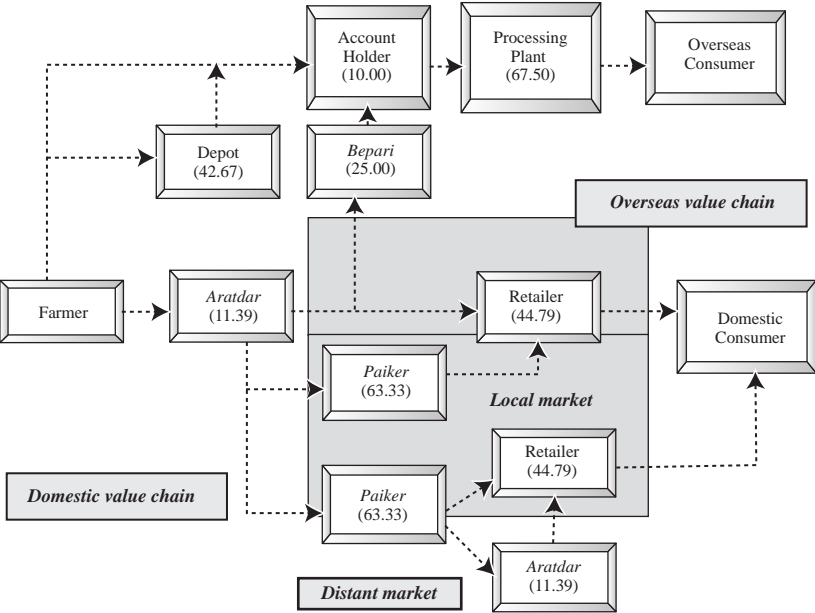 Account
Holder
(10.00)
Processing
Plant
(67.50)
Overseas
Consumer
Depot
(42.67)
Bepari
(25.00)
Overseas value chain
Farmer
Aratdar
(11.39)
Retailer
(44.79)
Domestic
Consumer
Paiker
(63.33)
Local market
Retailer
(44.79)
Domestic value chain
Paiker
(63.33)
Aratdar
(11.39)
Distant market